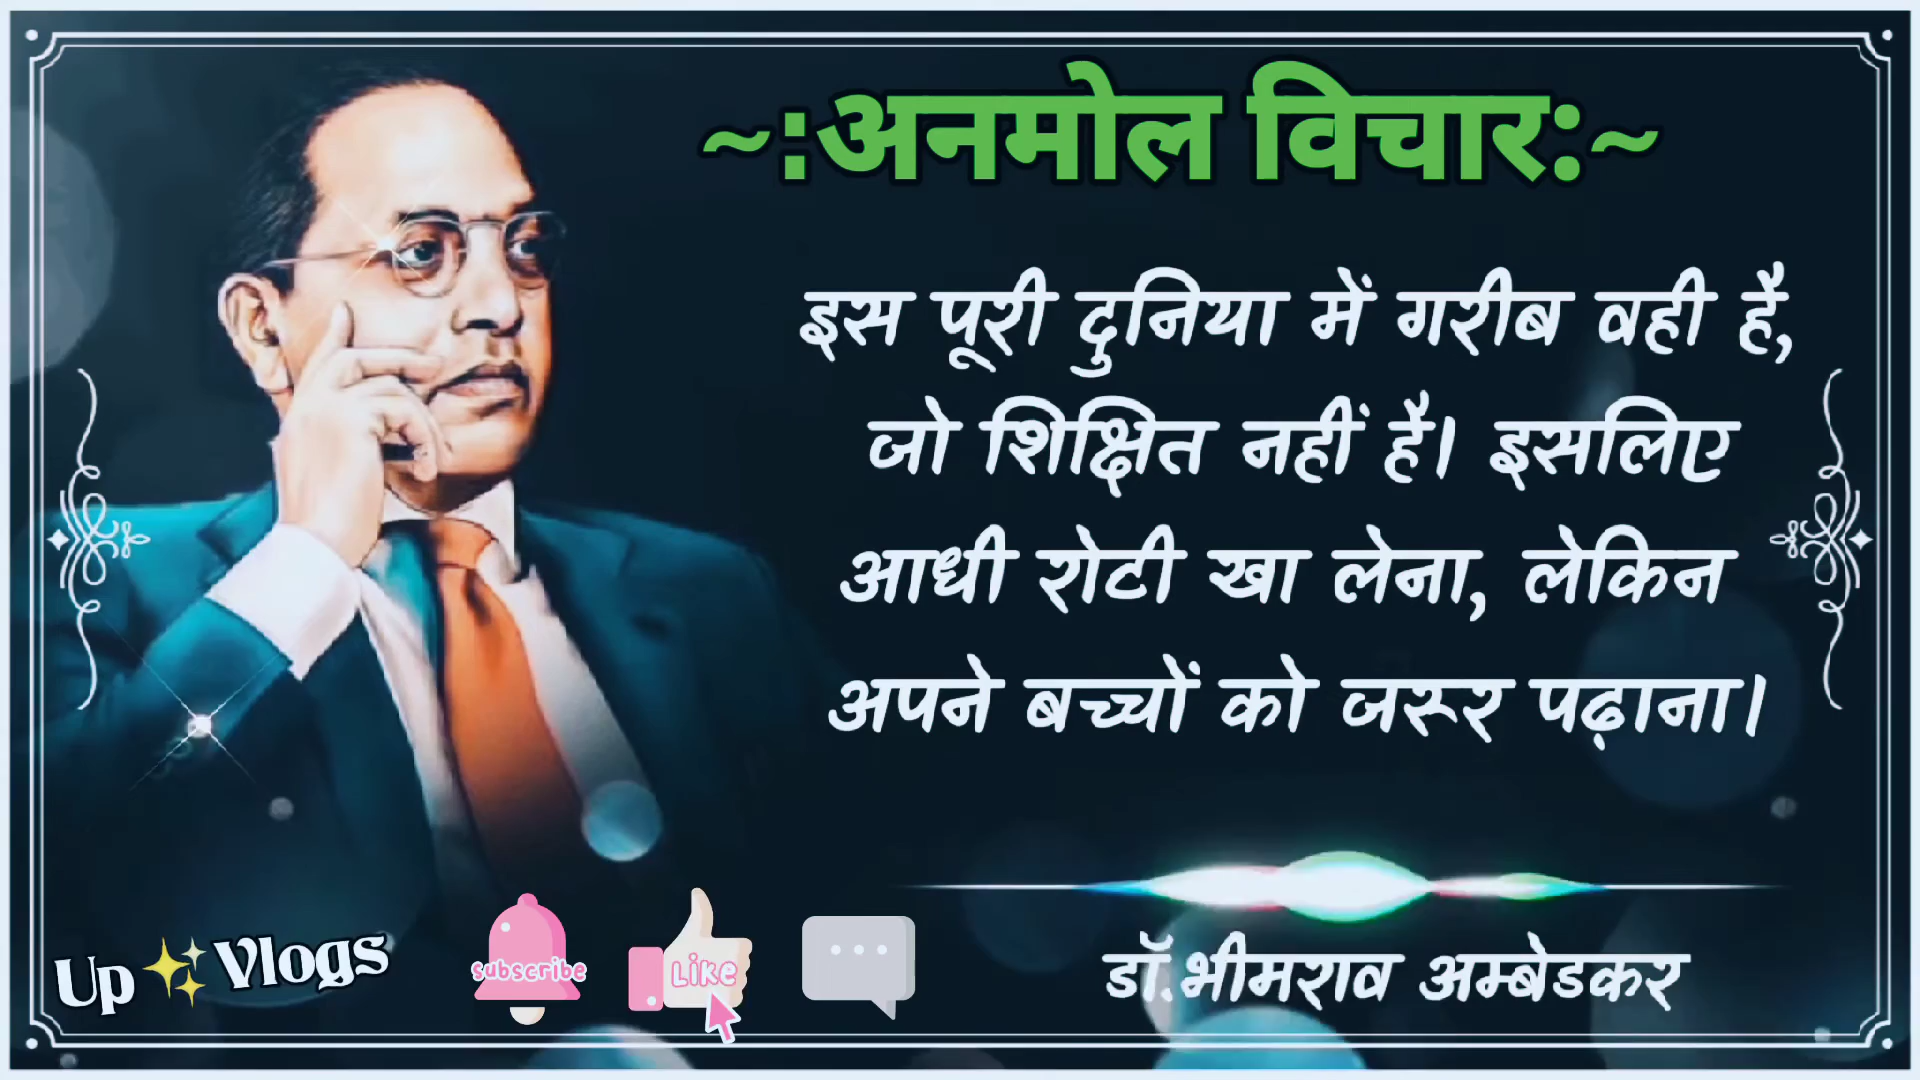 ~:अनमोल विचार:~
इस पूरी दुनिया में गरीब वही है,
जो शिक्षित नहीं है। इसलिए
आधी रोटी खा लेना, लेकिन
अपने बच्चों को जरूर पढ़ाना।
डॉ.भीमराव अम्बेडकर
Up Vlogs
subscribe
Like